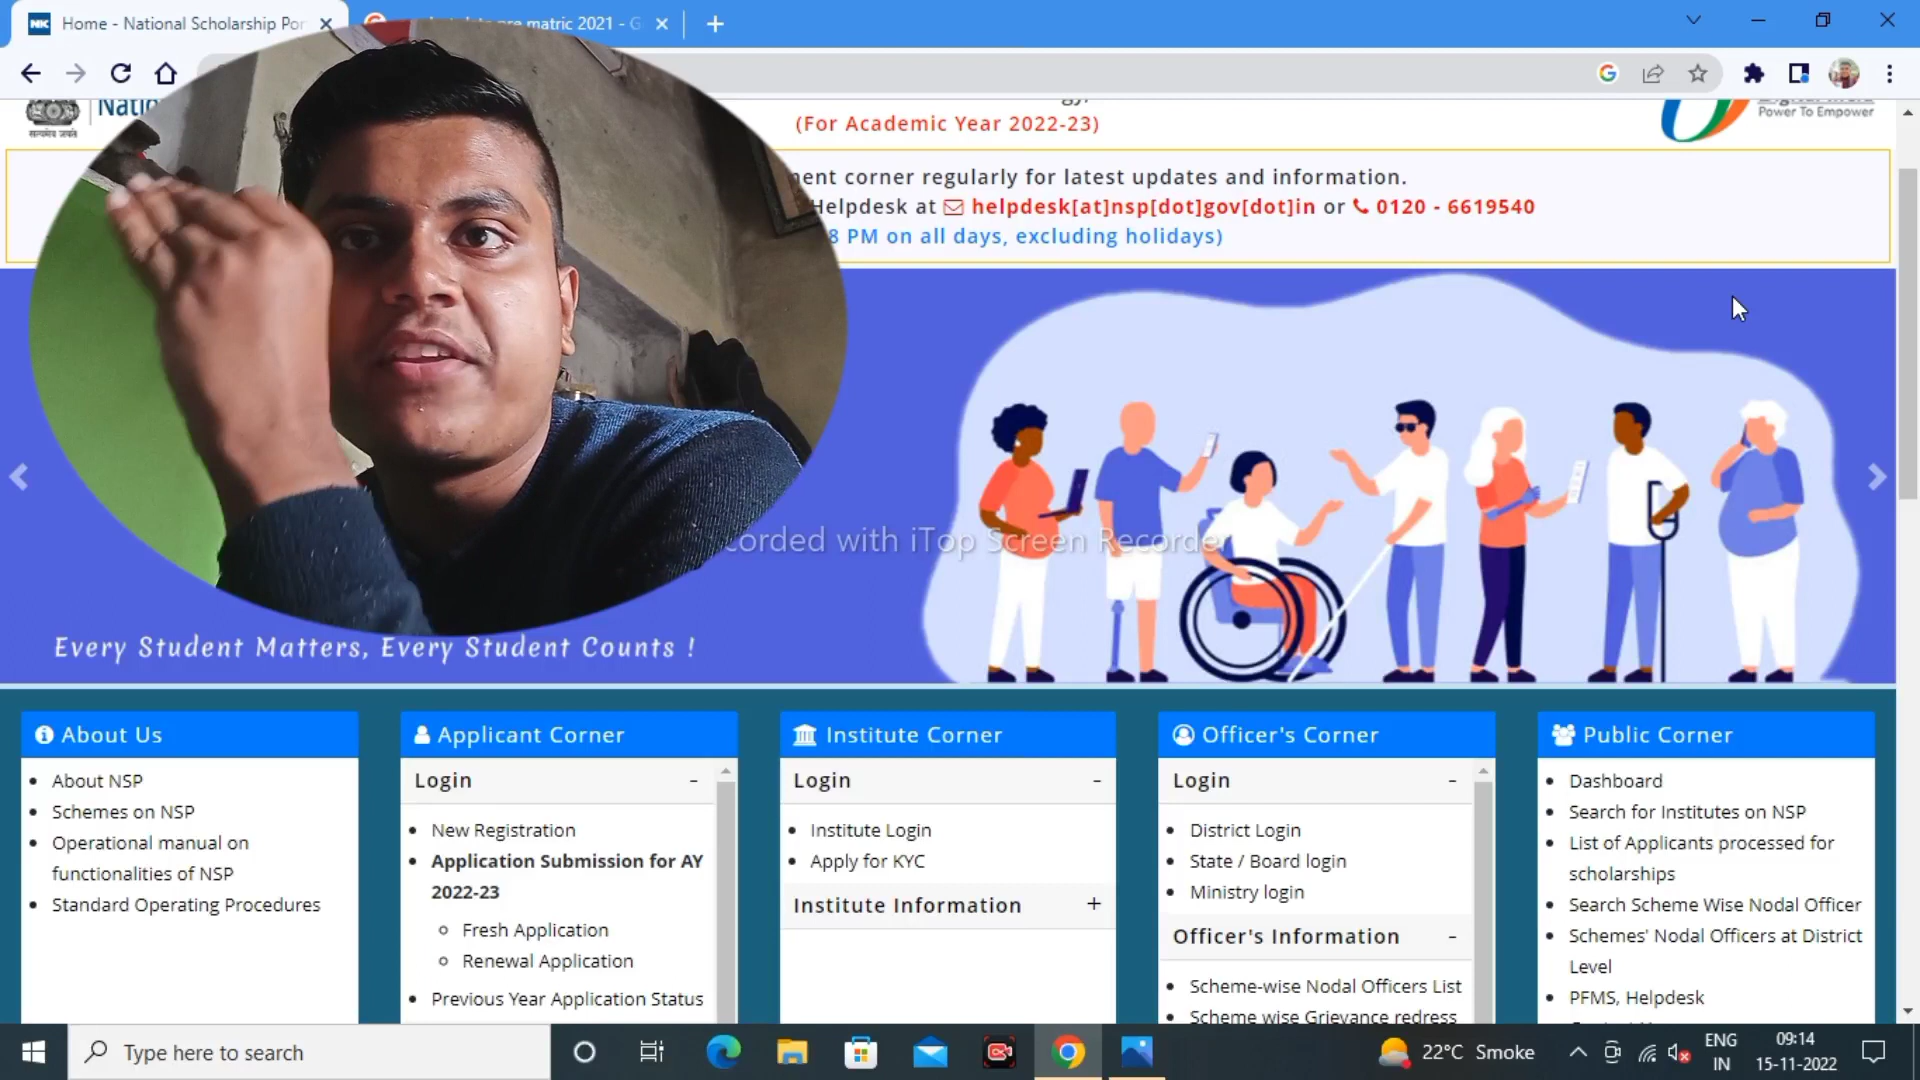 Home - National Scholarship Por
pre matric 2021 - G
सत्यमेव जयते
Natio
(For Academic Year 2022-23)
Power To Empower
ment corner regularly for latest updates and information.
Helpdesk at helpdesk[at]nsp[dot]gov[dot]in or 0120 - 6619540
8 PM on all days, excluding holidays)
corded with iTop Screen Recorder
Every Student Matters, Every Student Counts !
About Us
About NSP
Schemes on NSP
Operational manual on
functionalities of NSP
Standard Operating Procedures
Applicant Corner
Login -
New Registration
Application Submission for AY
2022-23
Fresh Application
Renewal Application
Previous Year Application Status
Institute Corner
Login -
Institute Login
Apply for KYC
Institute Information +
Officer's Corner
Login -
District Login
State / Board login
Ministry login
Officer's Information -
Scheme-wise Nodal Officers List
Scheme wise Grievance redress
Public Corner
Dashboard
Search for Institutes on NSP
List of Applicants processed for
scholarships
Search Scheme Wise Nodal Officer
Schemes' Nodal Officers at District
Level
PFMS, Helpdesk
Type here to search
22°C Smoke
ENG
IN
09:14
15-11-2022